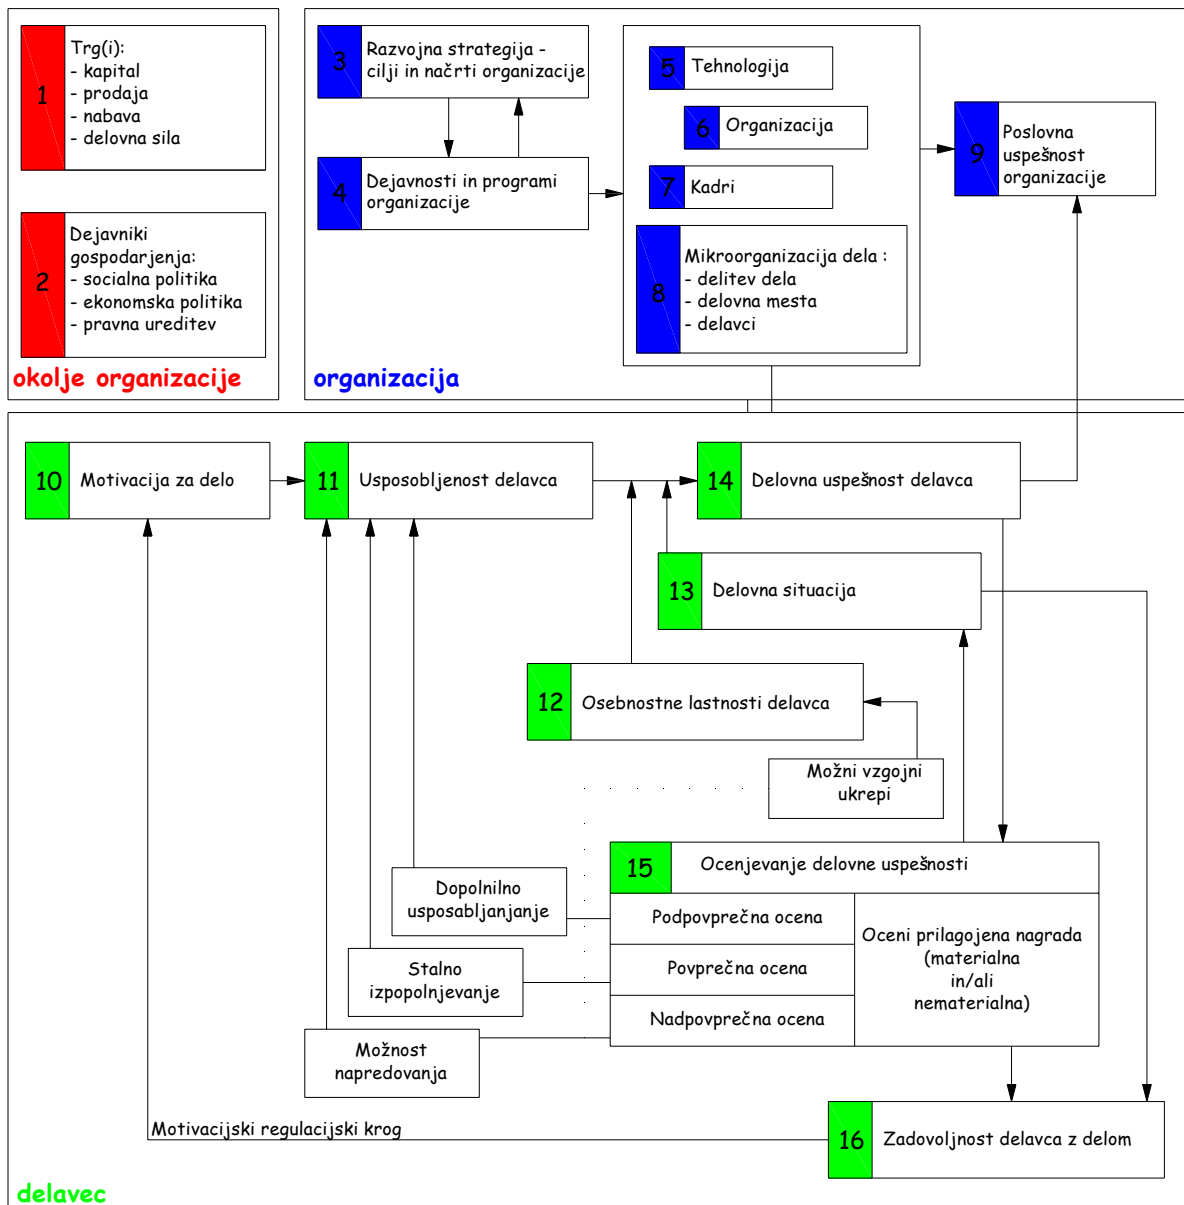 1
Trg(i):
- kapital
- prodaja
- nabava
- delovna sila
2
Dejavniki
gospodarjenja:
- socialna politika
- ekonomska politika
- pravna ureditev
okolje organizacije
3
Razvojna strategija -
cilji in načrti organizacije
4
Dejavnosti in programi
organizacije
5
Tehnologija
6
Organizacija
7
Kadri
8
Mikroorganizacija dela :
- delitev dela
- delovna mesta
- delavci
9
Poslovna
uspešnost
organizacije
organizacija
10
Motivacija za delo
11
Usposobljenost delavca
14
Delovna uspešnost delavca
13
Delovna situacija
12
Osebnostne lastnosti delavca
Možni vzgojni
ukrepi
15
Ocenjevanje delovne uspešnosti
Dopolnilno
usposabljanjanje
Podpovprečna ocena
Stalno
izpopolnjevanje
Povprečna ocena
Možnost
napredovanja
Nadpovprečna ocena
Oceni prilagojena nagrada
(materialna
in/ali
nematerialna)
Motivacijski regulacijski krog
16
Zadovoljnost delavca z delom
delavec